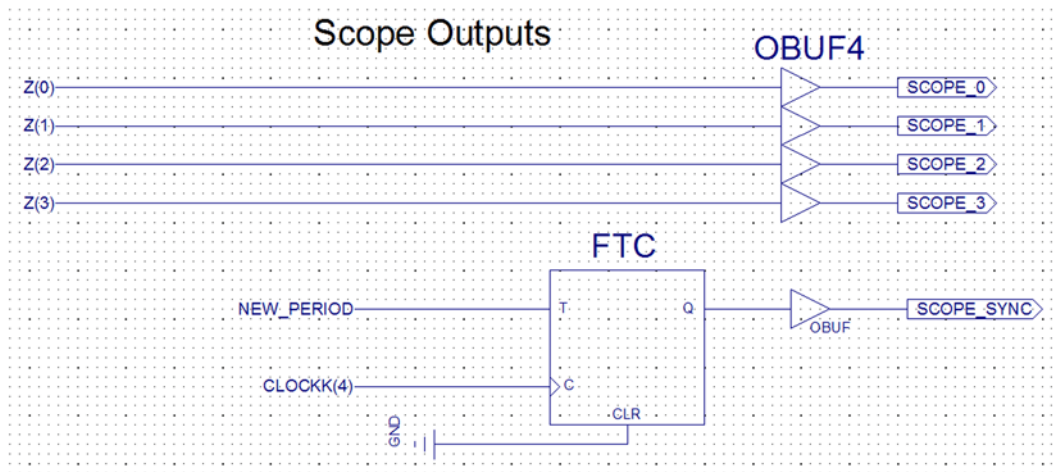 Scope Outputs
OBUF4
Z(0) SCOPE_0
Z(1) SCOPE_1
Z(2) SCOPE_2
Z(3) SCOPE_3
FTC
NEW_PERIOD T Q OBUF SCOPE_SYNC
CLOCKK(4) C
CLR
GND